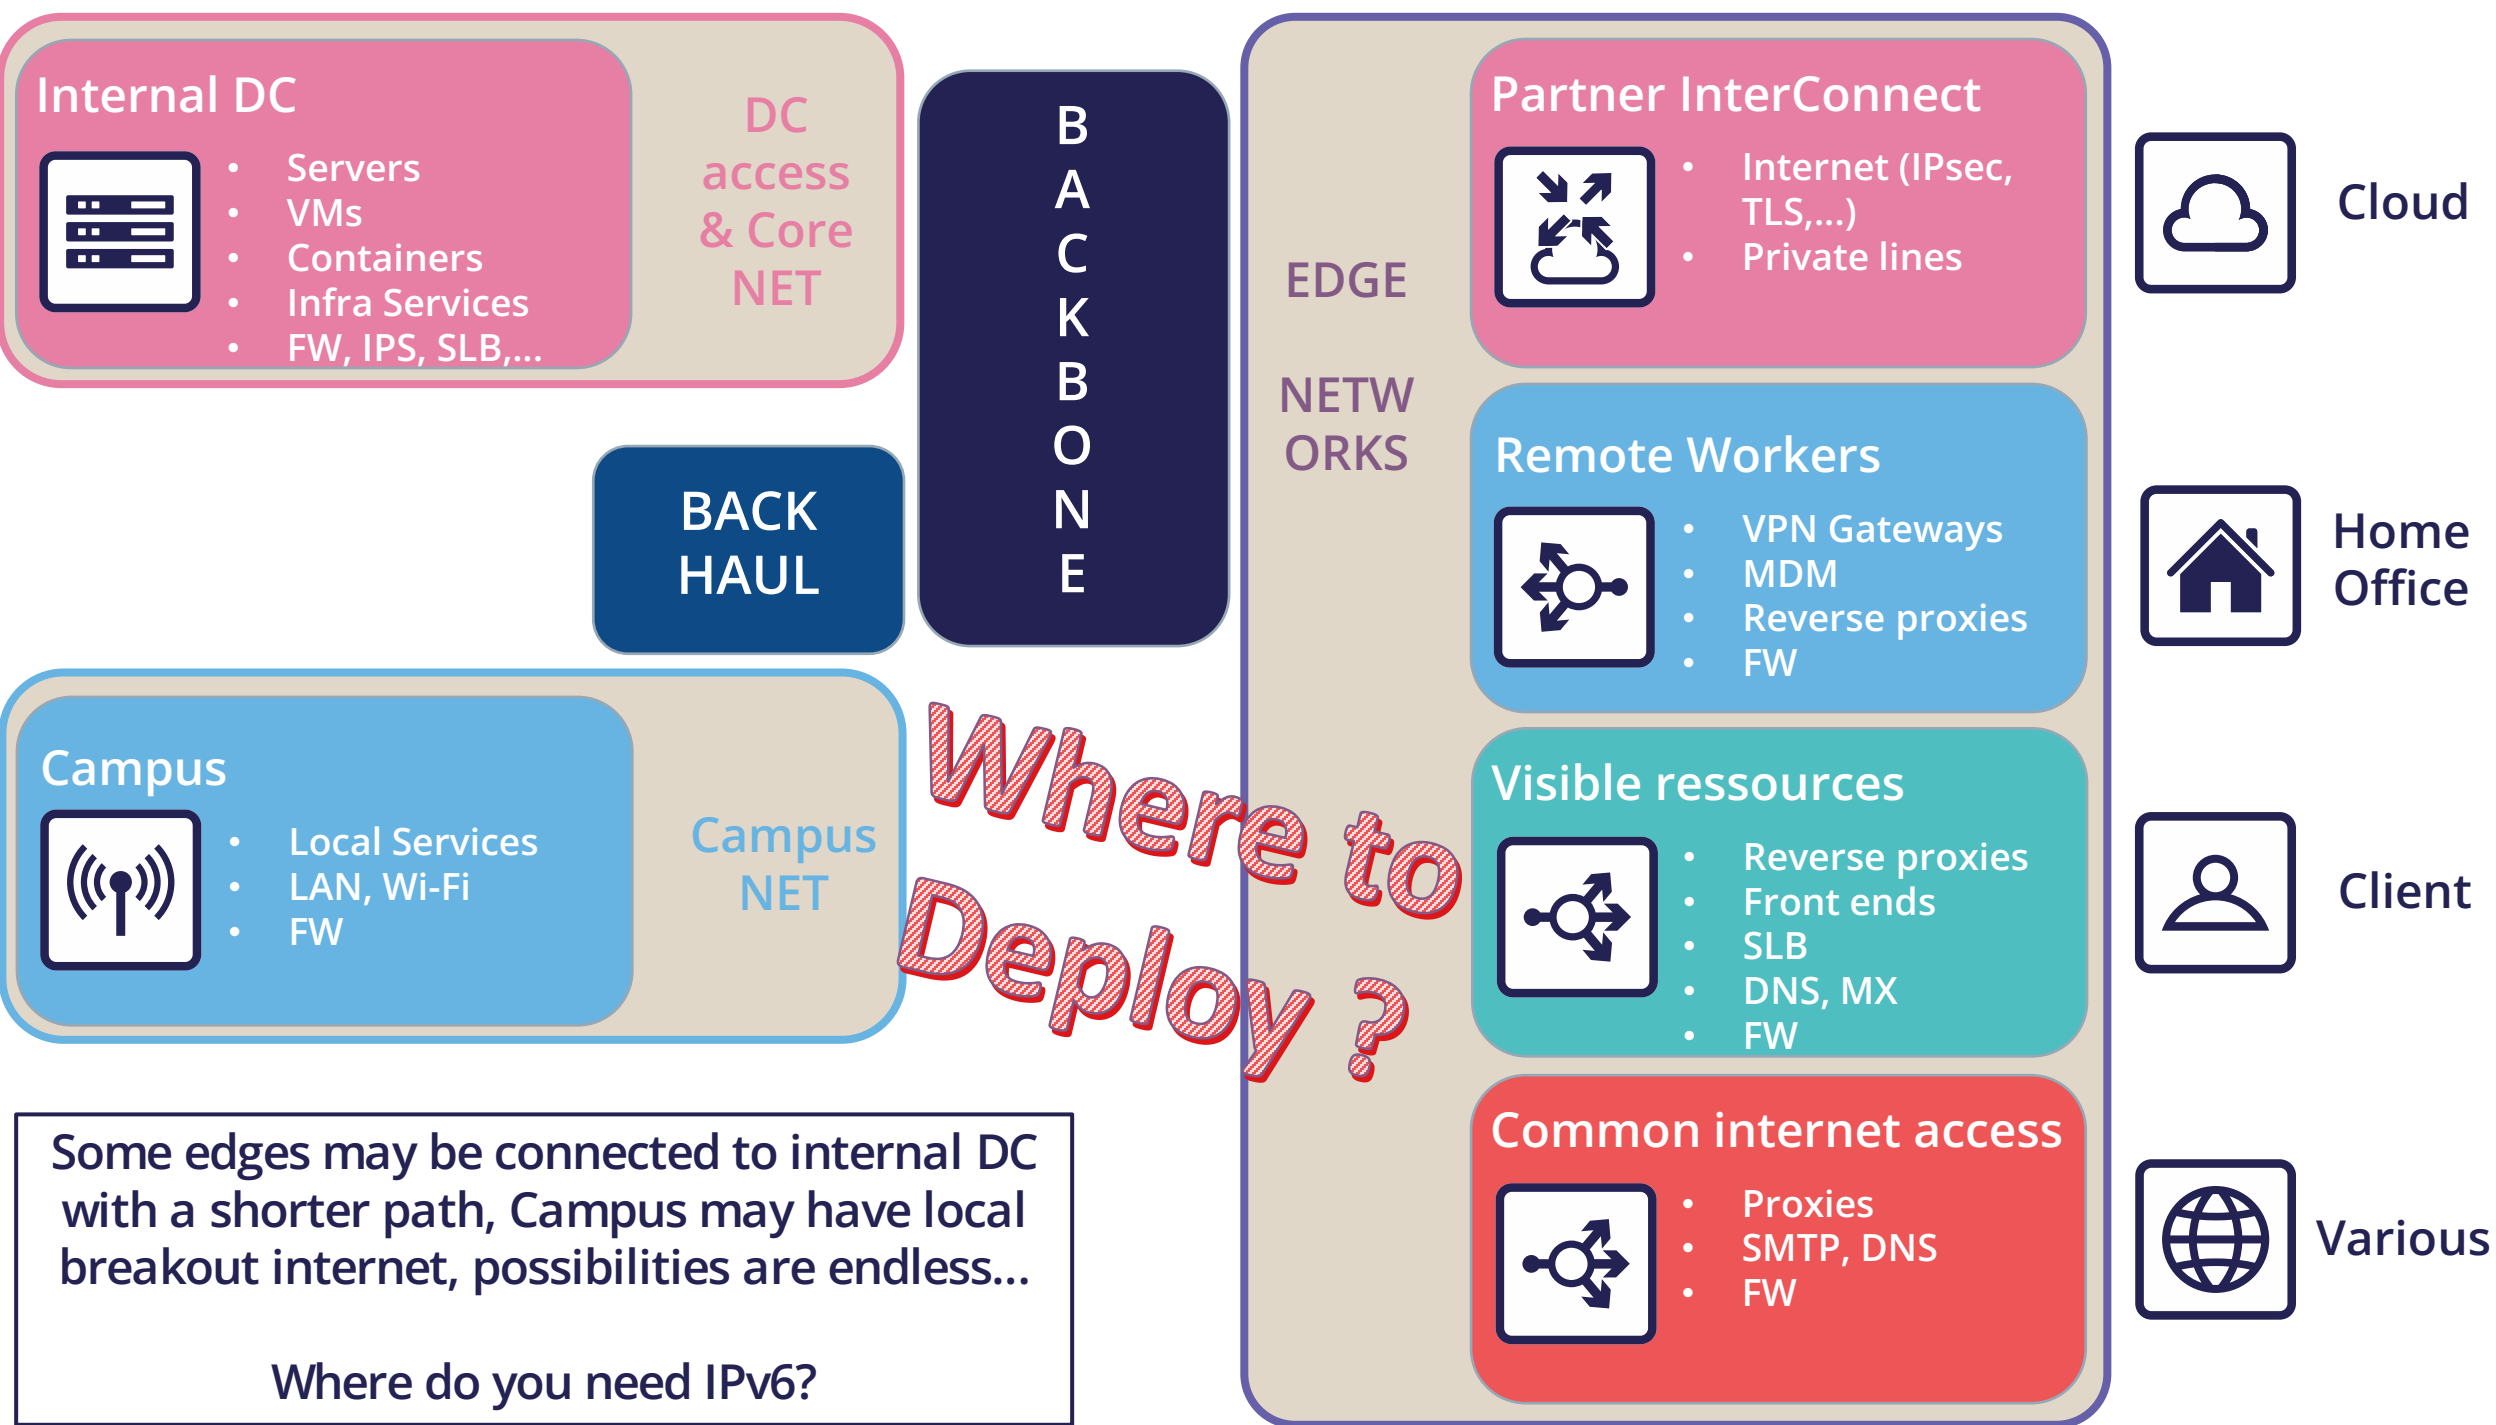 Internal DC
• Servers
• VMs
• Containers
• Infra Services
• FW, IPS, SLB,...
DC
access
& Core
NET
B
A
C
K
B
O
N
E
BACK
HAUL
Campus
• Local Services
• LAN, Wi-Fi
• FW
Campus
NET
Where to
Deploy ?
Some edges may be connected to internal DC
with a shorter path, Campus may have local
breakout internet, possibilities are endless...
Where do you need IPv6?
EDGE
NETW
ORKS
Partner InterConnect
• Internet (IPsec,
TLS,...)
• Private lines
Cloud
Remote Workers
• VPN Gateways
• MDM
• Reverse proxies
• FW
Home
Office
Visible ressources
• Reverse proxies
• Front ends
• SLB
• DNS, MX
• FW
Client
Common internet access
• Proxies
• SMTP, DNS
• FW
Various